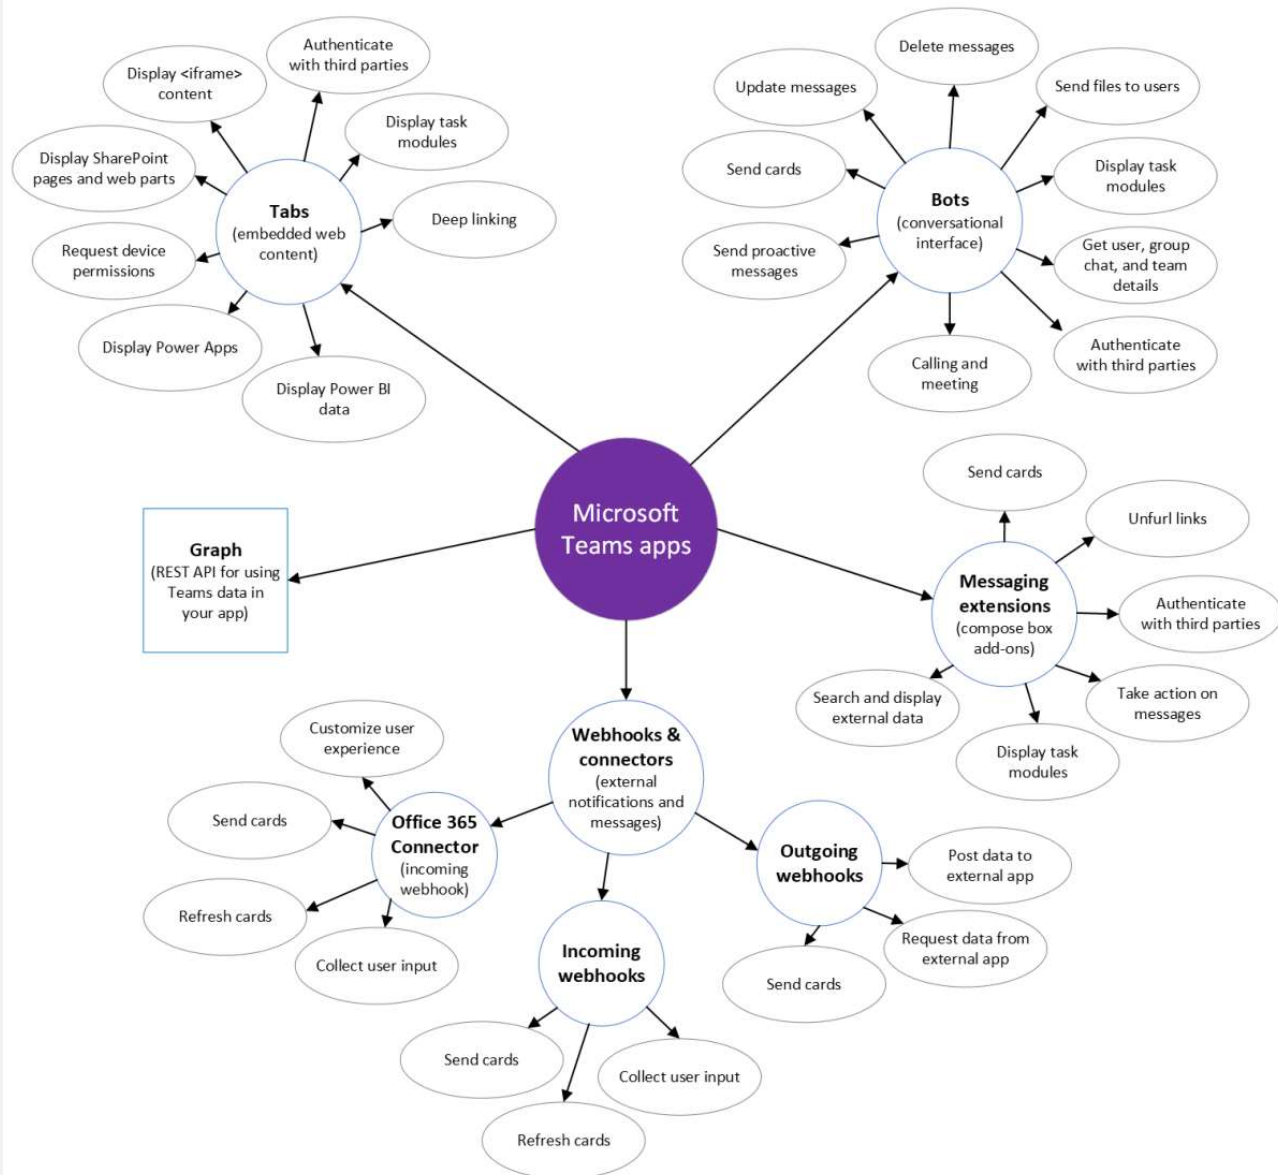 Authenticate
with third parties
Display <iframe>
content
Display task
modules
Display SharePoint
pages and web parts
Tabs
(embedded web
content)
Deep linking
Request device
permissions
Display Power Apps
Display Power BI
data
Delete messages
Update messages
Send files to users
Send cards
Display task
modules
Bots
(conversational
interface)
Send proactive
messages
Get user, group
chat, and team
details
Calling and
meeting
Authenticate
with third parties
Microsoft
Teams apps
Graph
(REST API for using
Teams data in
your app)
Send cards
Unfurl links
Messaging
extensions
(compose box
add-ons)
Authenticate
with third parties
Search and display
external data
Take action on
messages
Display task
modules
Webhooks &
connectors
(external
notifications and
messages)
Customize user
experience
Send cards
Office 365
Connector
(incoming
webhook)
Refresh cards
Collect user input
Outgoing
webhooks
Post data to
external app
Request data from
external app
Send cards
Incoming
webhooks
Send cards
Collect user input
Refresh cards